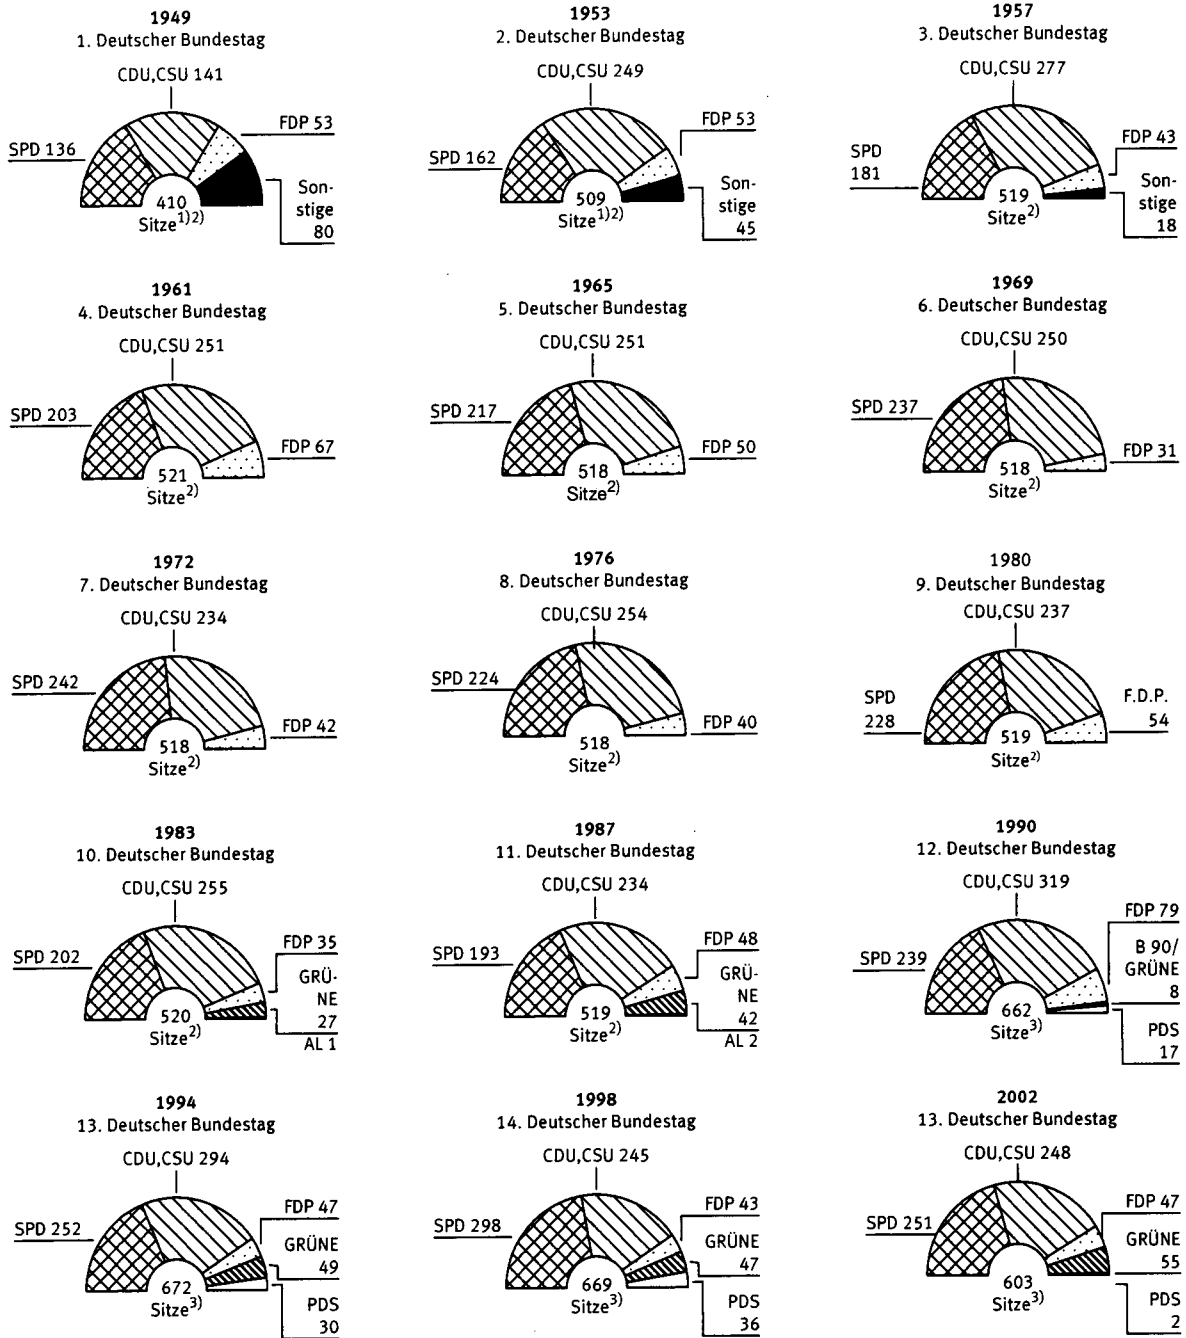 1949
1. Deutscher Bundestag
CDU,CSU 141
SPD 136
FDP 53
Son-
stige
80
410
Sitze1)2)
1953
2. Deutscher Bundestag
CDU,CSU 249
SPD 162
FDP 53
Son-
stige
45
509
Sitze1)2)
1957
3. Deutscher Bundestag
CDU,CSU 277
SPD
181
FDP 43
Son-
stige
18
519
Sitze2)
1961
4. Deutscher Bundestag
CDU,CSU 251
SPD 203
FDP 67
521
Sitze2)
1965
5. Deutscher Bundestag
CDU,CSU 251
SPD 217
FDP 50
518
Sitze2)
1969
6. Deutscher Bundestag
CDU,CSU 250
SPD 237
FDP 31
518
Sitze2)
1972
7. Deutscher Bundestag
CDU,CSU 234
SPD 242
FDP 42
518
Sitze2)
1976
8. Deutscher Bundestag
CDU,CSU 254
SPD 224
FDP 40
518
Sitze2)
1980
9. Deutscher Bundestag
CDU,CSU 237
SPD
228
F.D.P.
54
519
Sitze2)
1983
10. Deutscher Bundestag
CDU,CSU 255
SPD 202
FDP 35
GRÜ-
NE
27
AL 1
520
Sitze2)
1987
11. Deutscher Bundestag
CDU,CSU 234
SPD 193
FDP 48
GRÜ-
NE
42
AL 2
519
Sitze2)
1990
12. Deutscher Bundestag
CDU,CSU 319
SPD 239
FDP 79
B 90/
GRÜNE
8
PDS
17
662
Sitze3)
1994
13. Deutscher Bundestag
CDU,CSU 294
SPD 252
FDP 47
GRÜNE
49
PDS
30
672
Sitze3)
1998
14. Deutscher Bundestag
CDU,CSU 245
SPD 298
FDP 43
GRÜNE
47
PDS
36
669
Sitze3)
2002
13. Deutscher Bundestag
CDU,CSU 248
SPD 251
FDP 47
GRÜNE
55
PDS
2
603
Sitze3)